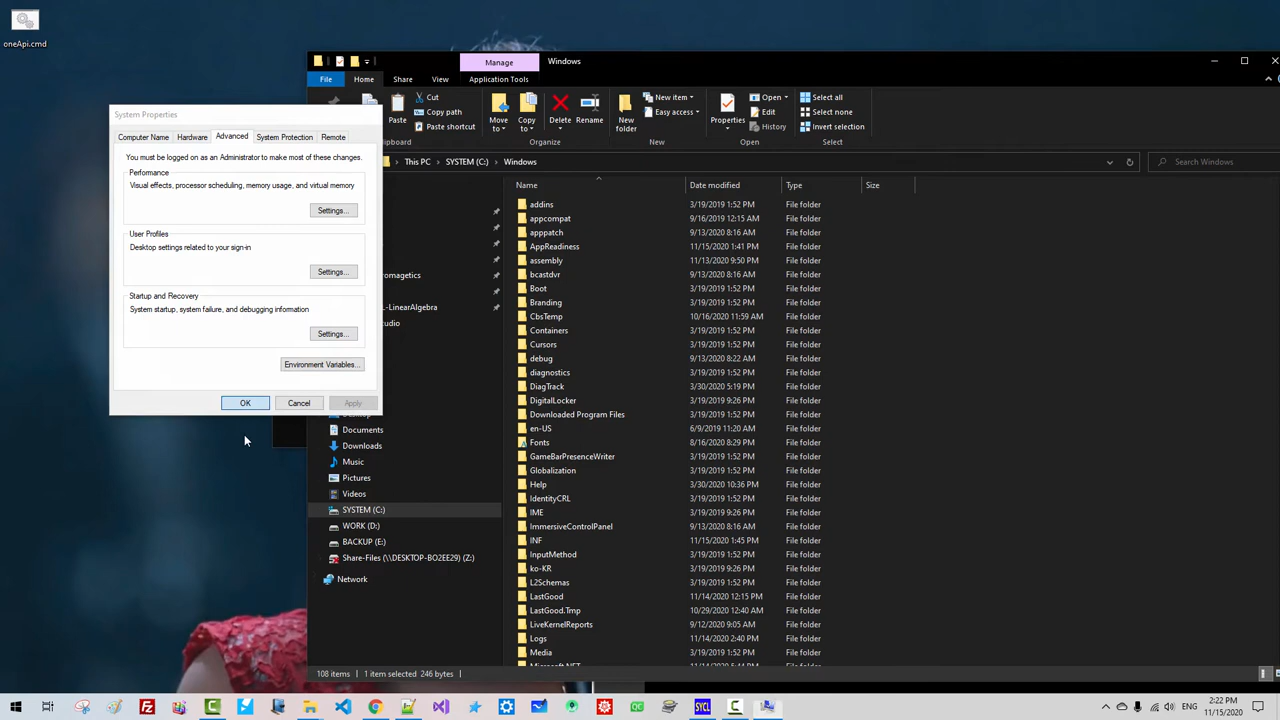 oneApi.cmd
Manage
Windows
File
Home
Share
View
Application Tools
Paste
Cut
Copy path
Paste shortcut
lipboard
Move to
Copy to
Delete
Rename
Organize
New folder
New item
Easy access
New
Properties
Open
Edit
History
Open
Select all
Select none
Invert selection
Select
This PC
SYSTEM (C:)
Windows
Search Windows
System Properties
Computer Name
Hardware
Advanced
System Protection
Remote
You must be logged on as an Administrator to make most of these changes.
Performance
Visual effects, processor scheduling, memory usage, and virtual memory
Settings...
User Profiles
Desktop settings related to your sign-in
Settings...
Startup and Recovery
System startup, system failure, and debugging information
Settings...
Environment Variables...
OK
Cancel
Apply
romagetics
L-LinearAlgebra
tudio
Documents
Downloads
Music
Pictures
Videos
SYSTEM (C:)
WORK (D:)
BACKUP (E:)
Share-Files (\\DESKTOP-BO2EE29) (Z:)
Network
Name Date modified Type Size
addins 3/19/2019 1:52 PM File folder
appcompat 9/16/2020 12:15 AM File folder
apppatch 9/13/2020 8:16 AM File folder
AppReadiness 11/15/2020 1:41 PM File folder
assembly 11/13/2020 9:50 PM File folder
bcastdvr 9/13/2020 8:16 AM File folder
Boot 3/19/2019 1:52 PM File folder
Branding 3/19/2019 1:52 PM File folder
CbsTemp 10/16/2020 11:59 AM File folder
Containers 3/19/2019 1:52 PM File folder
Cursors 3/19/2019 1:52 PM File folder
debug 9/13/2020 8:22 AM File folder
diagnostics 3/19/2019 1:52 PM File folder
DiagTrack 3/30/2020 5:19 PM File folder
DigitalLocker 3/19/2019 9:26 PM File folder
Downloaded Program Files 3/19/2019 1:52 PM File folder
en-US 6/9/2019 11:20 AM File folder
Fonts 8/16/2020 8:29 PM File folder
GameBarPresenceWriter 3/19/2019 1:52 PM File folder
Globalization 3/19/2019 1:52 PM File folder
Help 3/30/2020 10:36 PM File folder
IdentityCRL 3/19/2019 1:52 PM File folder
IME 3/19/2019 9:26 PM File folder
ImmersiveControlPanel 9/13/2020 8:16 AM File folder
INF 11/15/2020 1:45 PM File folder
InputMethod 3/19/2019 1:52 PM File folder
ko-KR 3/19/2019 9:26 PM File folder
L2Schemas 3/19/2019 1:52 PM File folder
LastGood 11/14/2020 12:15 PM File folder
LastGood.Tmp 10/29/2020 12:40 AM File folder
LiveKernelReports 9/12/2020 9:05 AM File folder
Logs 11/14/2020 2:40 PM File folder
Media 3/19/2019 1:52 PM File folder
108 items
1 item selected 246 bytes
SYCL
2:22 PM
11/15/2020